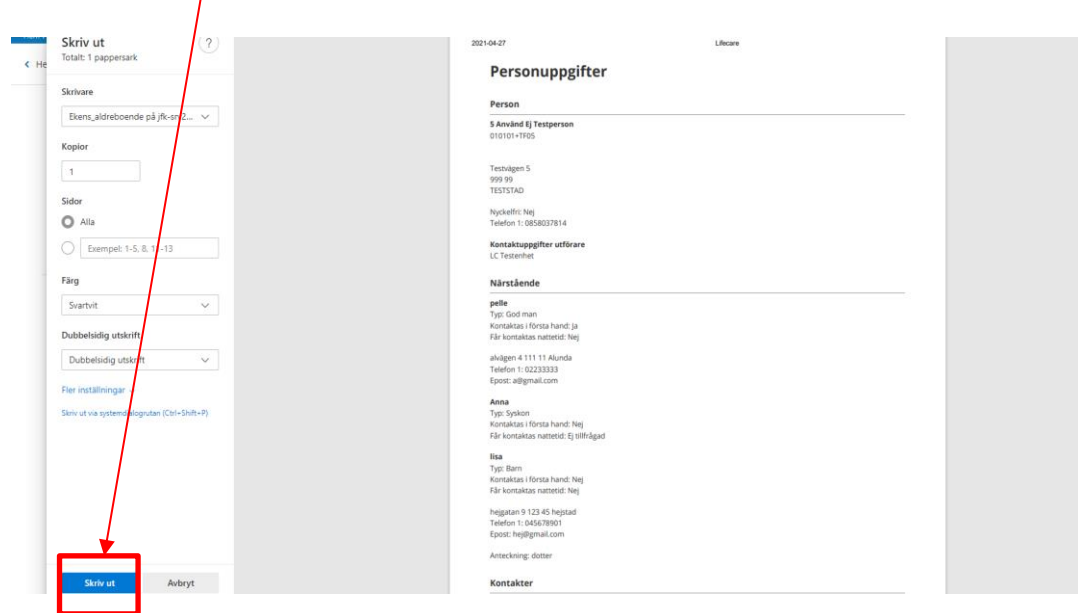 Skriv ut
?
Totalt: 1 pappersark
He
Skrivare
Ekens_aldreboende på
Kopior
1
Sidor
Alla
Exempel: 1-5, 8, 11-13
Färg
Svartvit
Dubbelsidig utskrift
Dubbelsidig utskrift
Fler inställningar
Skriv ut via systemdialogrutan (Ctrl+Shift+P)
Skriv ut
Avbryt
2021-04-27
Lifecare
Personuppgifter
Person
5 Använd Ej Testperson
010101+TF05
Testvägen 5
999 99
TESTSTAD
Nyckelfri: Nej
Telefon 1: 0858037814
Kontaktuppgifter utförare
LC Testenhet
Närstående
pelle
Typ: God man
Kontaktas i första hand: Ja
Får kontaktas nattetid: Nej
alvägen 4 111 11 Alunda
Telefon 1: 02233333
Epost: a@gmail.com
Anna
Typ: Syskon
Kontaktas i första hand: Nej
Får kontaktas nattetid: Ej tillfrågad
lisa
Typ: Barn
Kontaktas i första hand: Nej
Får kontaktas nattetid: Nej
hejgatan 9 123 45 hejstad
Telefon 1: 045678901
Epost: hej@gmail.com
Anteckning: dotter
Kontakter